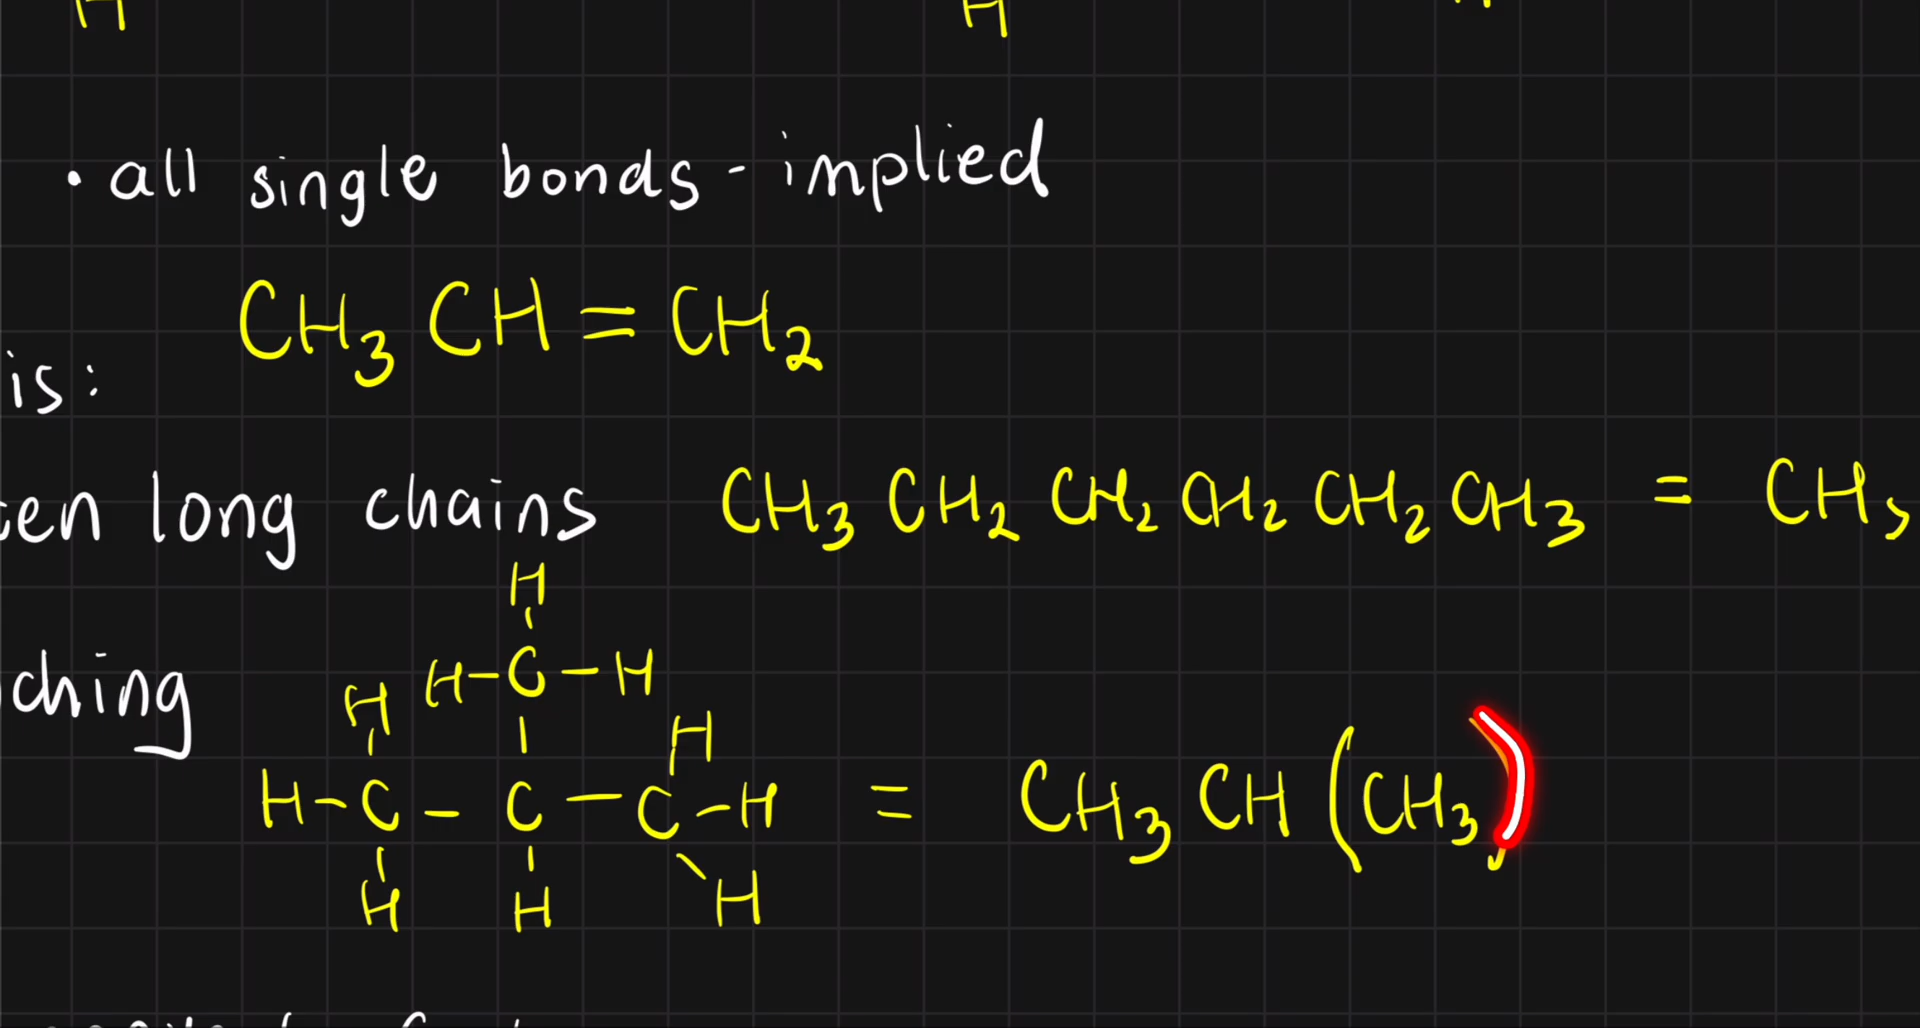 H H
• all single bonds - implied
CH₃ CH = CH₂
is:
long chains CH₃ CH₂ CH₂ CH₂ CH₂ CH₃ = CH₃
H
H - C - H
ching H H
H - C - C - C - H = CH₃ CH (CH₃)
H H H